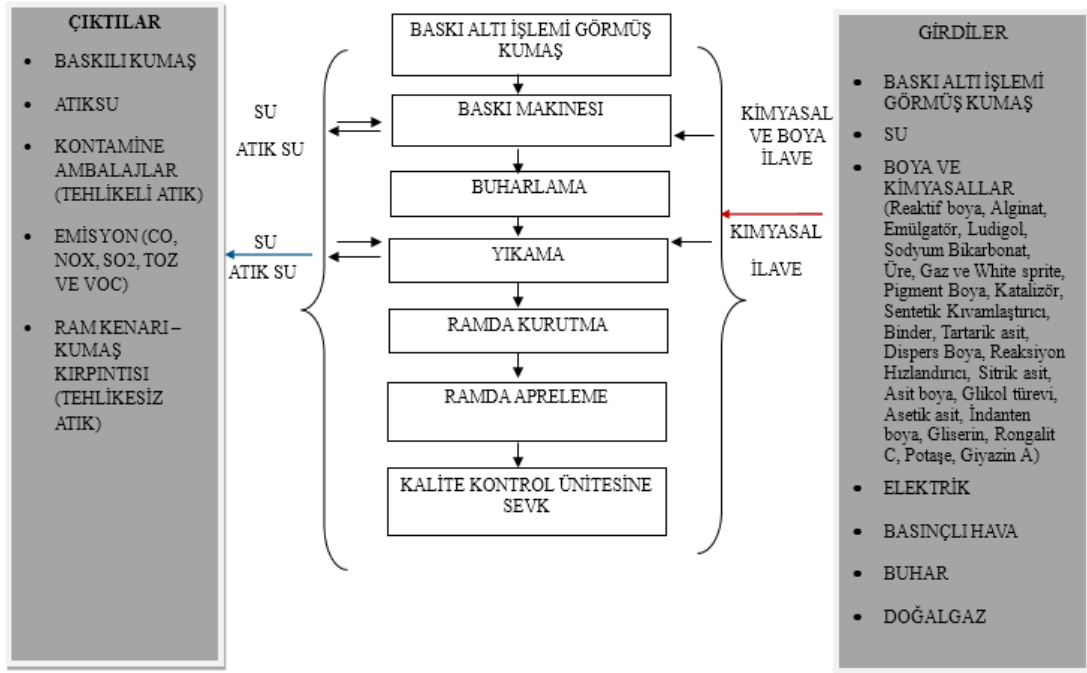 ÇIKTILAR
• BASKILI KUMAŞ
• ATIKSU
• KONTAMİNE
AMBALAJLAR
(TEHLİKELİ ATIK)
• EMİSYON (CO,
NOX, SO2, TOZ
VE VOC)
• RAM KENARI –
KUMAŞ
KIRPINTISI
(TEHLİKESİZ
ATIK)
SU
ATIK SU
SU
ATIK SU
BASKI ALTI İŞLEMİ GÖRMÜŞ
KUMAŞ
BASKI MAKINESI
BUHARLAMA
YIKAMA
RAMDA KURUTMA
RAMDA APRELEME
KALİTE KONTROL ÜNİTESİNE
SEVK
KİMYASAL
VE BOYA
İLAVE
KIMYASAL
İLAVE
GİRDİLER
• BASKI ALTI İŞLEMİ
GÖRMÜŞ KUMAŞ
• SU
• BOYA VE
KİMYASALLAR
(Reaktif boya, Alginat,
Emülgatör, Ludigol,
Sodyum Bikarbonat,
Üre, Gaz ve White sprite,
Pigment Boya, Katalizör,
Sentetik Kıvamlaştırıcı,
Binder, Tartarik asit,
Dispers Boya, Reaksiyon
Hızlandırıcı, Sitrik asit,
Asit boya, Glikol türevi,
Asetik asit, İndanten
boya, Gliserin, Rongalit
C, Potaşe, Giyazin A)
• ELEKTRİK
• BASINÇLI HAVA
• BUHAR
• DOĞALGAZ